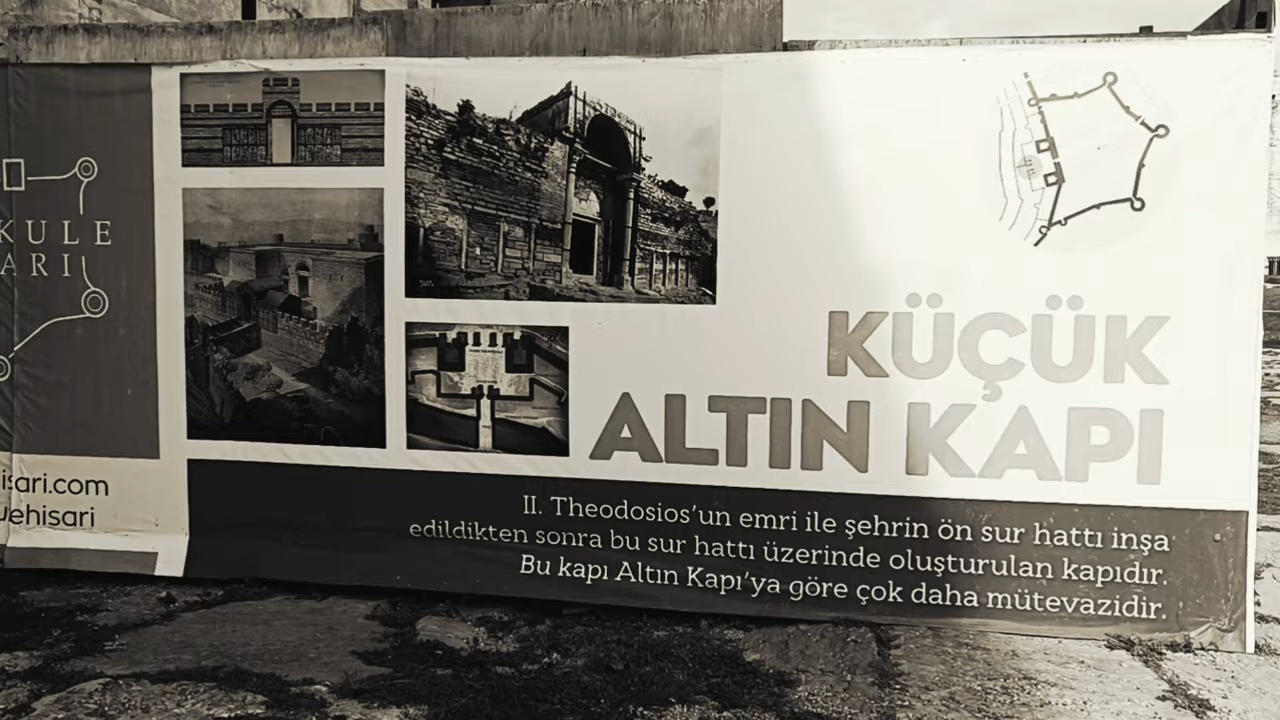 KULE
ARI
isari.com
uehisari
KÜÇÜK
ALTIN KAPI
II. Theodosios'un emri ile şehrin ön sur hattı inşa
edildikten sonra bu sur hattı üzerinde oluşturulan kapıdır.
Bu kapı Altın Kapı'ya göre çok daha mütevazidir.